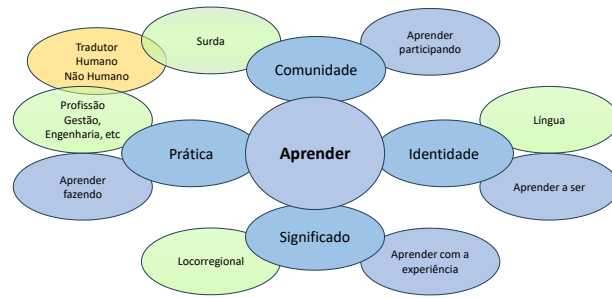 Tradutor
Humano
Não Humano
Surda
Comunidade
Aprender
participando
Profissão
Gestão,
Engenharia, etc
Prática
Aprender
Identidade
Língua
Aprender
fazendo
Aprender a ser
Significado
Locorregional
Aprender com a
experiência